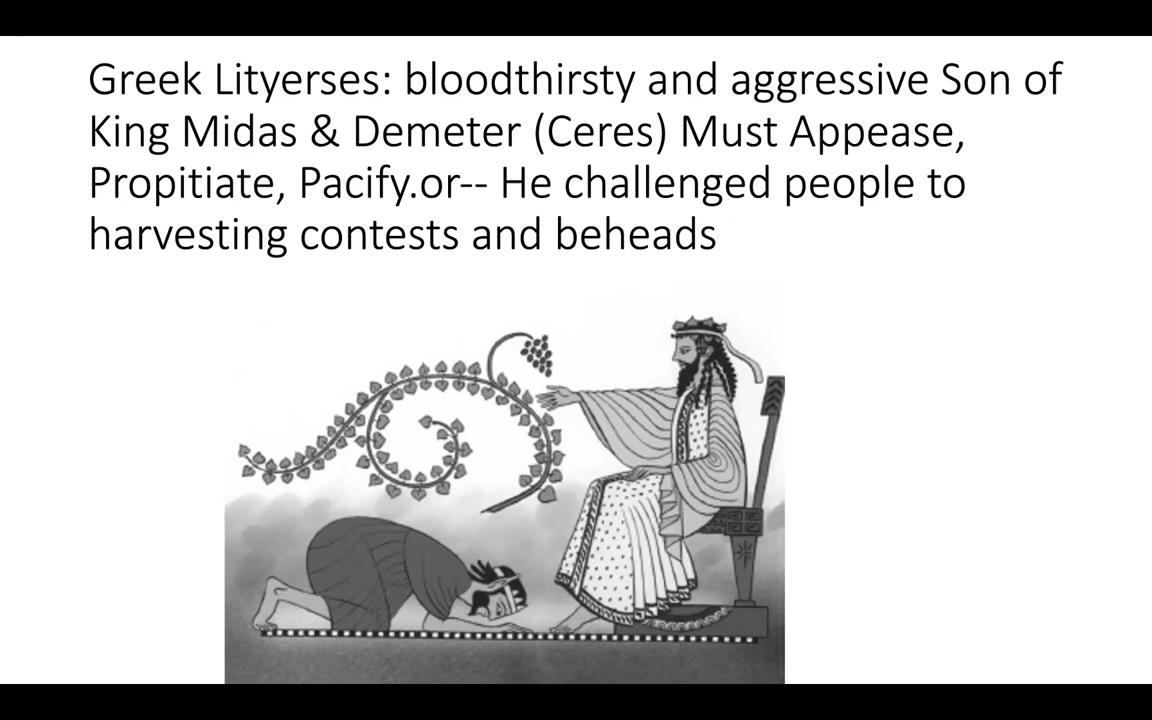 Greek Lityerses: bloodthirsty and aggressive Son of
King Midas & Demeter (Ceres) Must Appease,
Propitiate, Pacify.or-- He challenged people to
harvesting contests and beheads